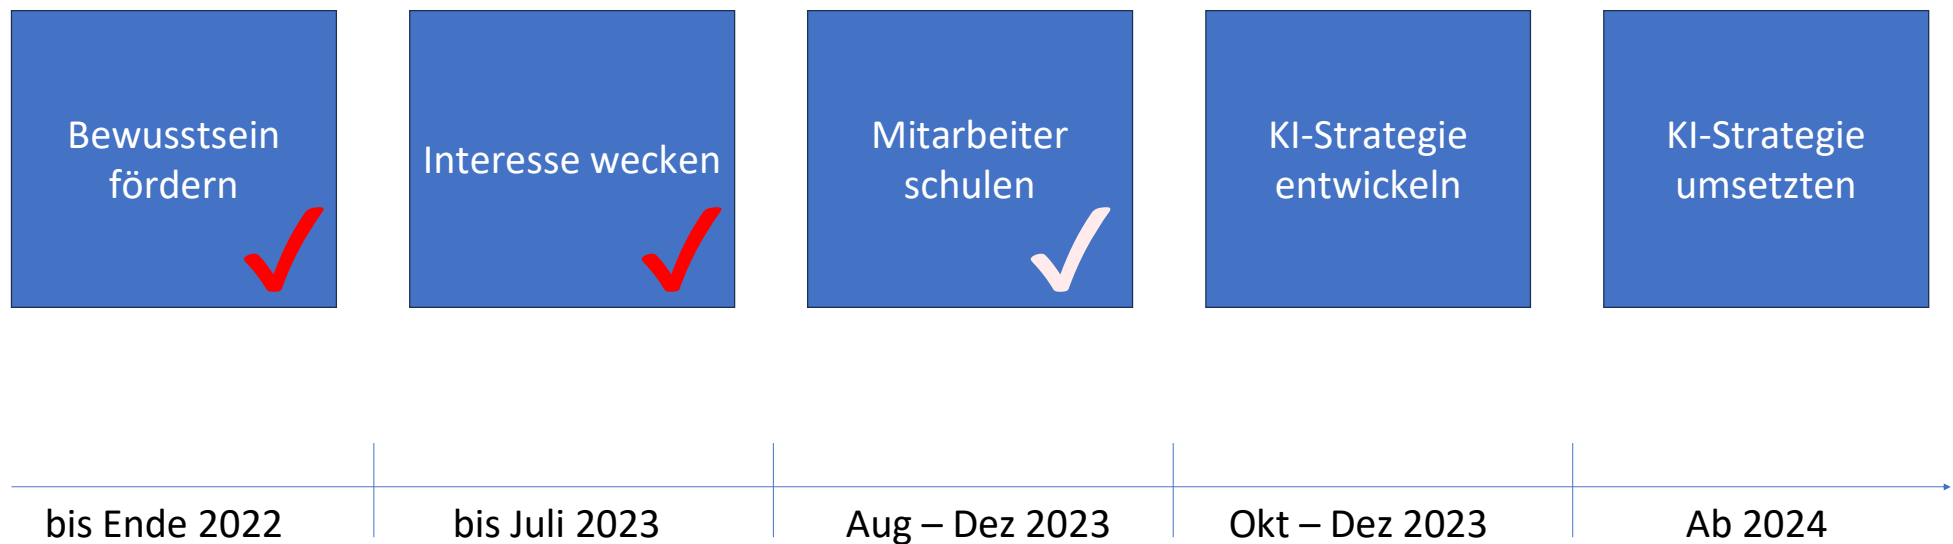 Bewusstsein
fördern
Interesse wecken
Mitarbeiter
schulen
KI-Strategie
entwickeln
KI-Strategie
umsetzten
bis Ende 2022
bis Juli 2023
Aug – Dez 2023
Okt – Dez 2023
Ab 2024